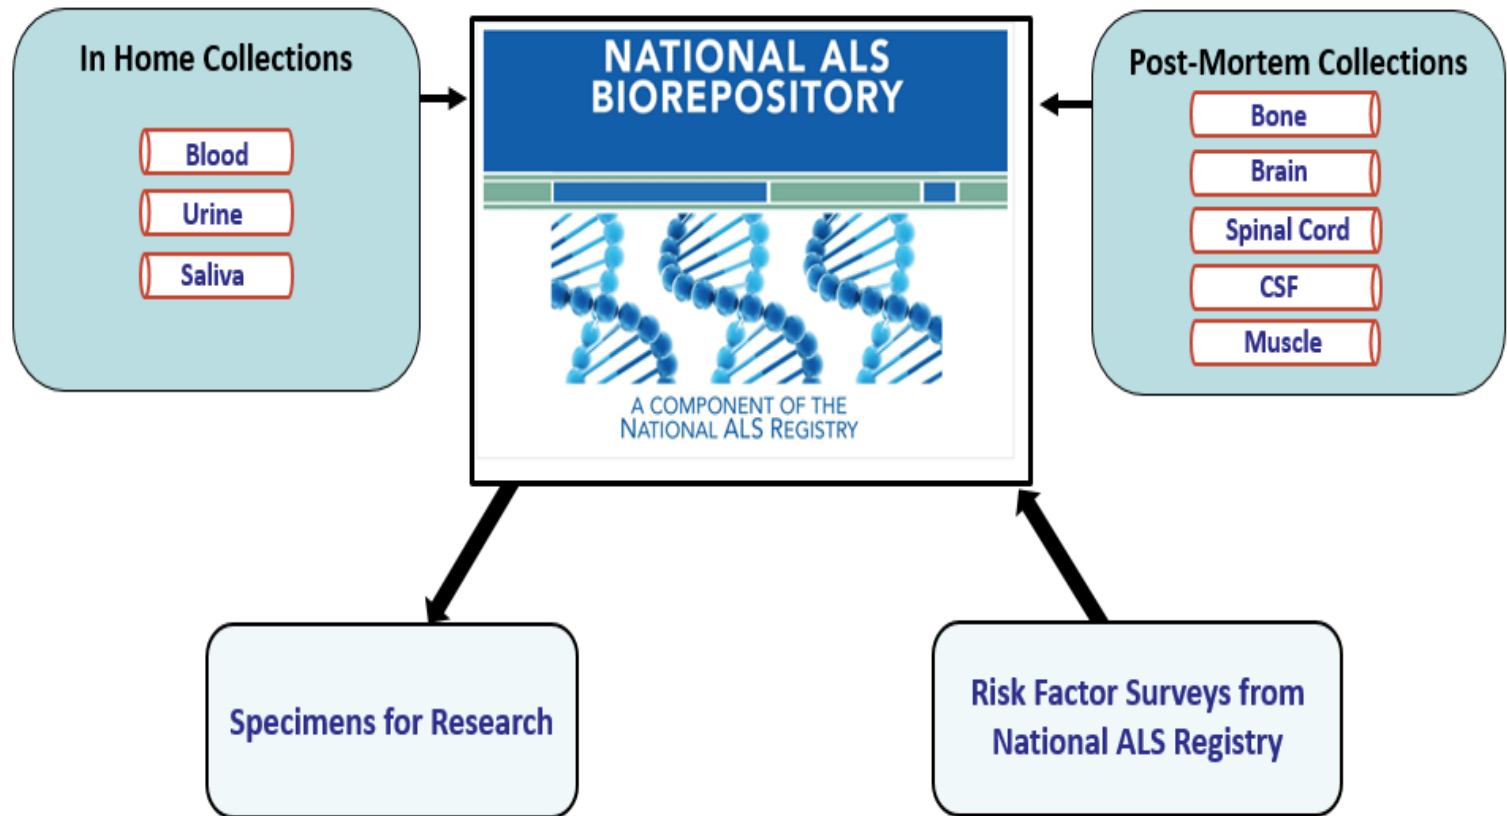 In Home Collections
Blood
Urine
Saliva
NATIONAL ALS
BIOREPOSITORY
A COMPONENT OF THE
NATIONAL ALS REGISTRY
Post-Mortem Collections
Bone
Brain
Spinal Cord
CSF
Muscle
Specimens for Research
Risk Factor Surveys from
National ALS Registry